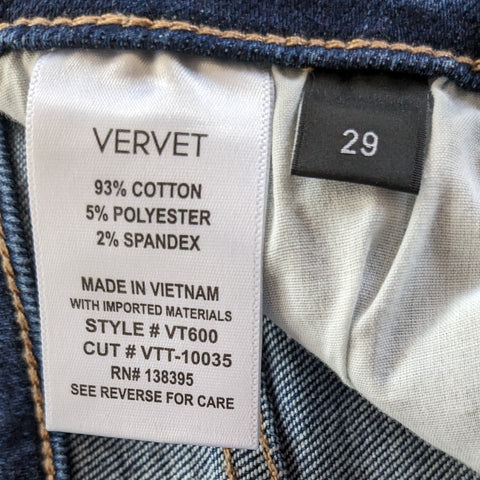 VERVET
93% COTTON
5% POLYESTER
2% SPANDEX
MADE IN VIETNAM
WITH IMPORTED MATERIALS
STYLE # VT600
CUT # VTT-10035
RN# 138395
SEE REVERSE FOR CARE
29